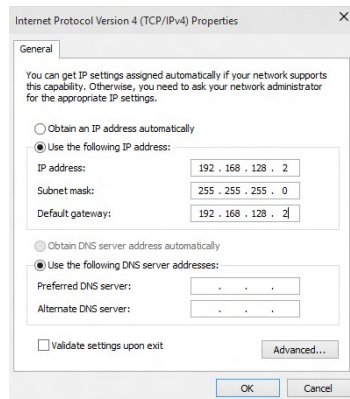 Internet Protocol Version 4 (TCP/IPv4) Properties
General
You can get IP settings assigned automatically if your network supports
this capability. Otherwise, you need to ask your network administrator
for the appropriate IP settings.
Obtain an IP address automatically
Use the following IP address:
IP address: 192 . 168 . 128 . 2
Subnet mask: 255 . 255 . 255 . 0
Default gateway: 192 . 168 . 128 . 2
Obtain DNS server address automatically
Use the following DNS server addresses:
Preferred DNS server: . . .
Alternate DNS server: . . .
Validate settings upon exit
Advanced...
OK Cancel